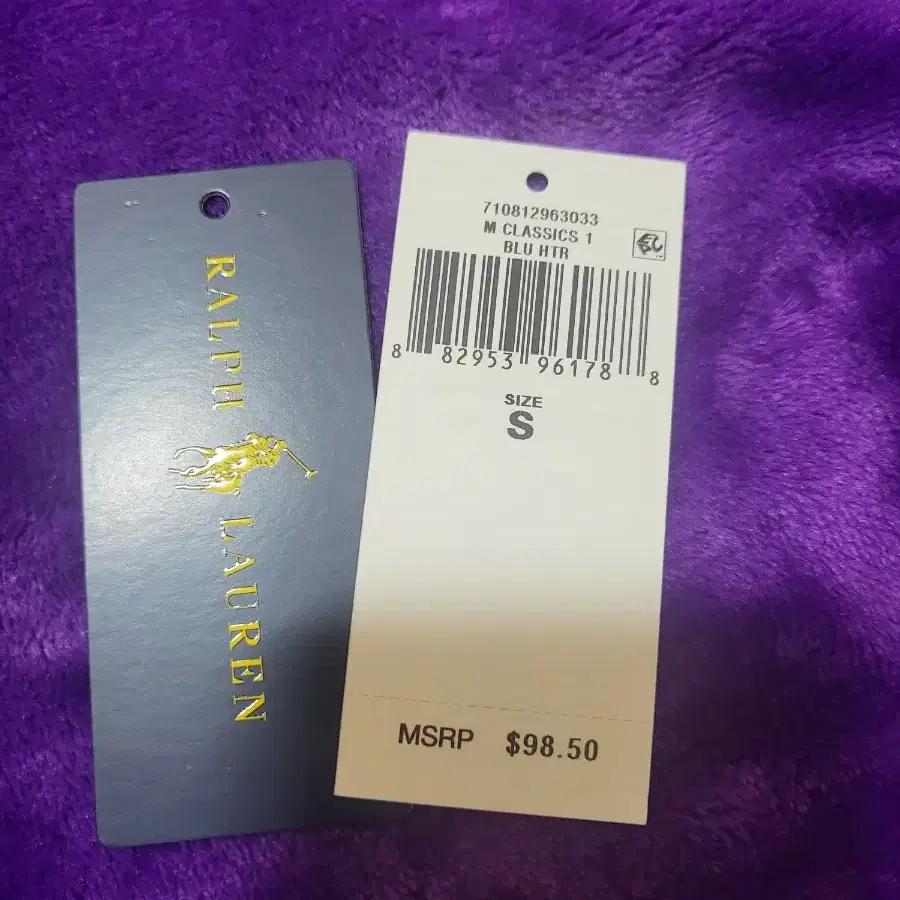 RALPH LAUREN
710812963033
M CLASSICS 1
BLU HTR
8 82953 96178 8
SIZE
S
MSRP $98.50